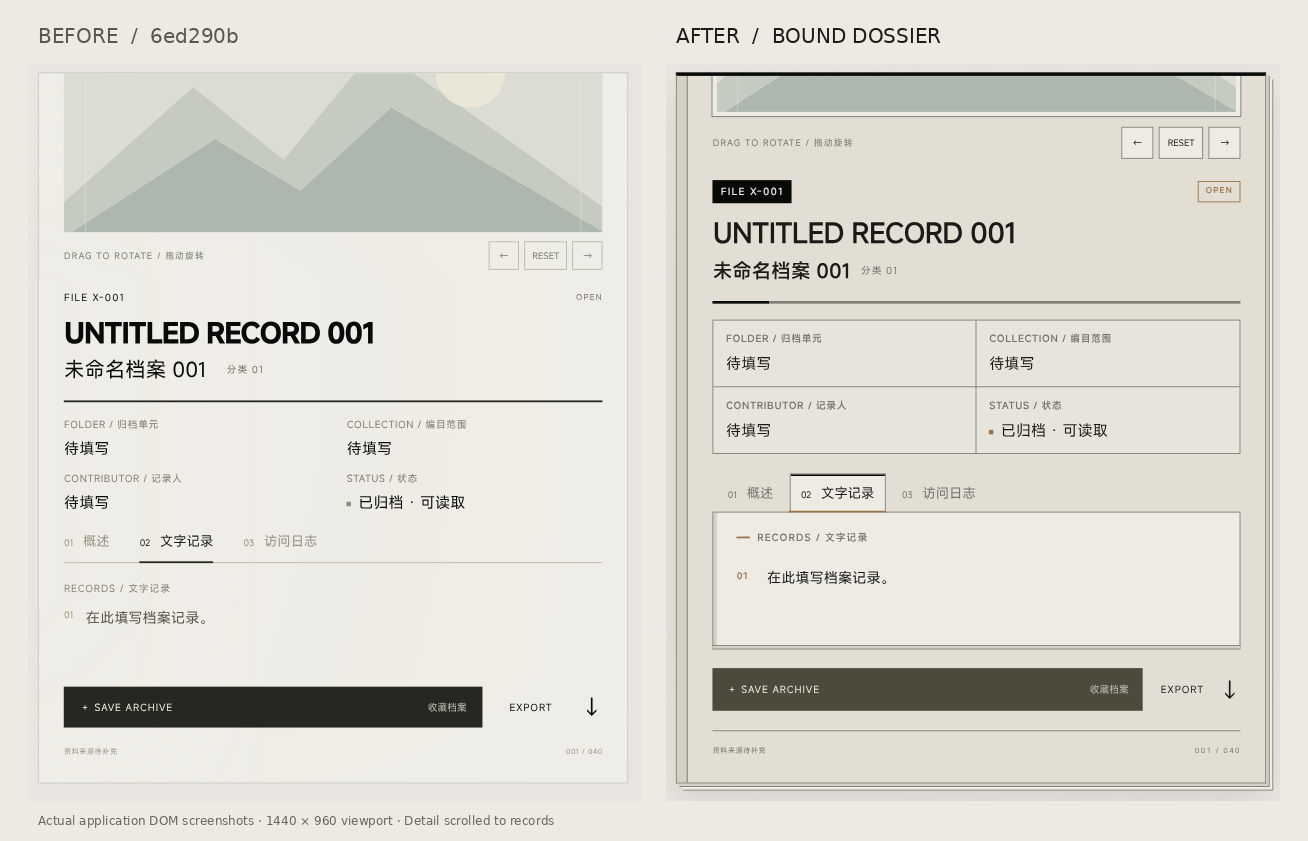 BEFORE / 6ed290b
DRAG TO ROTATE / 拖动旋转
← RESET →
FILE X-001
OPEN
UNTITLED RECORD 001
未命名档案 001 分类 01
FOLDER / 归档单元
待填写
COLLECTION / 编目范围
待填写
CONTRIBUTOR / 记录人
待填写
STATUS / 状态
已归档 · 可读取
01 概述 02 文字记录 03 访问日志
RECORDS / 文字记录
01 在此填写档案记录。
+ SAVE ARCHIVE 收藏档案
EXPORT ↓
资料来源待补充
001 / 040
AFTER / BOUND DOSSIER
DRAG TO ROTATE / 拖动旋转
← RESET →
FILE X-001
OPEN
UNTITLED RECORD 001
未命名档案 001 分类 01
FOLDER / 归档单元
待填写
COLLECTION / 编目范围
待填写
CONTRIBUTOR / 记录人
待填写
STATUS / 状态
已归档 · 可读取
01 概述 02 文字记录 03 访问日志
RECORDS / 文字记录
01 在此填写档案记录。
+ SAVE ARCHIVE 收藏档案
EXPORT ↓
资料来源待补充
001 / 040
Actual application DOM screenshots · 1440 × 960 viewport · Detail scrolled to records